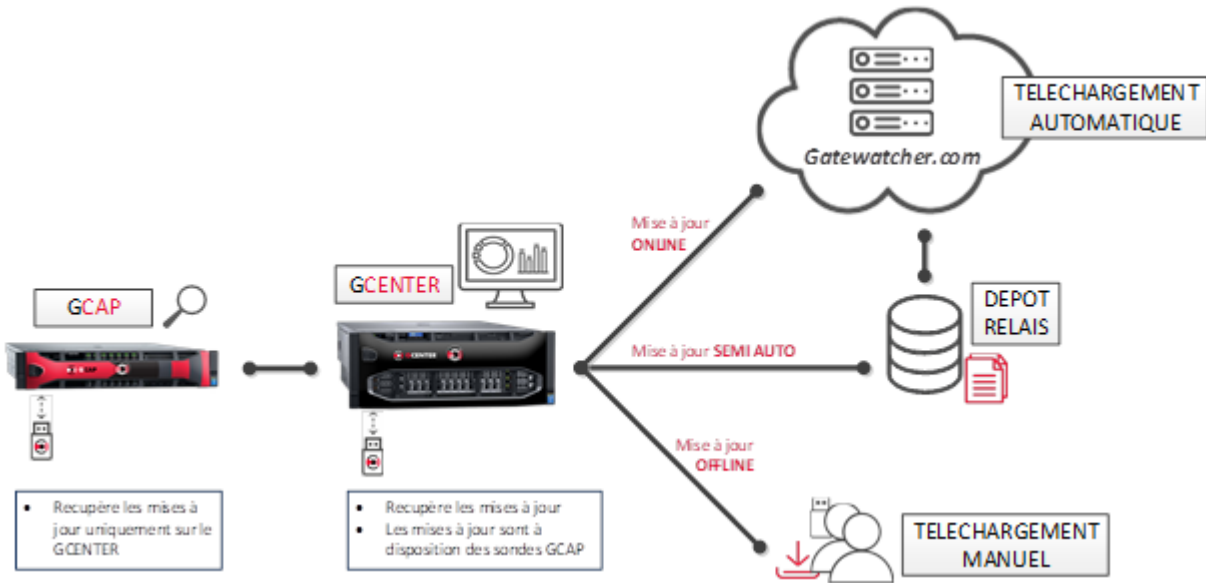 TELECHARGEMENT
AUTOMATIQUE
Gatewatcher.com
Mise à jour
ONLINE
GCENTER
GCAP
DEPOT
RELAIS
Mise à jour SEMI AUTO
CAP
CENTER
Mise à jour
OFFLINE
• Recupère les mises à
jour uniquement sur le
GCENTER
• Recupère les mises à jour
• Les mises à jour sont à
disposition des sondes GCAP
TELECHARGEMENT
MANUEL